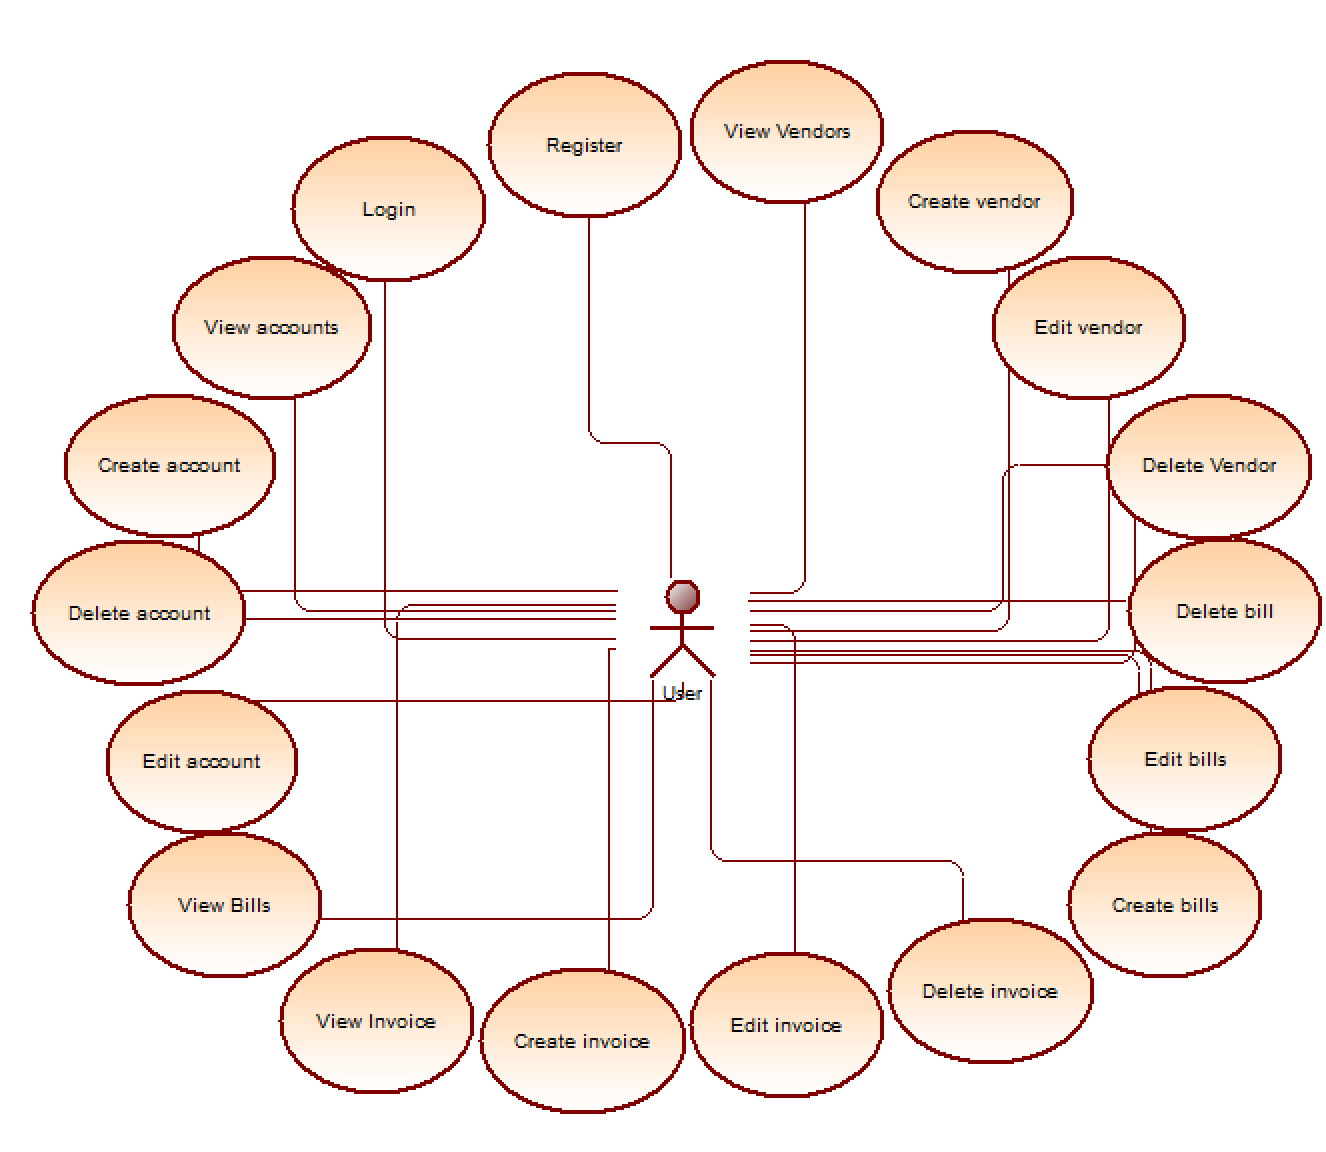 View Vendors
Register
Create vendor
Login
View accounts
Edit vendor
Create account
Delete Vendor
Delete account
Delete bill
User
Edit account
Edit bills
View Bills
Create bills
Delete invoice
View Invoice
Edit invoice
Create invoice